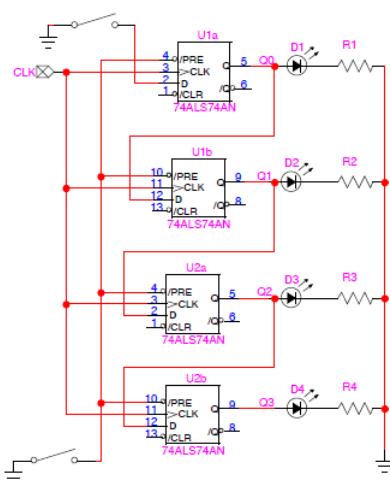 U1a
4 /PRE Q 5 Q0 D1 R1
CLK 3 CLK
2 D
1 /CLR /Q 6
74ALS74AN
U1b
10 /PRE Q 9 Q1 D2 R2
11 CLK
12 D
13 /CLR /Q 8
74ALS74AN
U2a
4 /PRE Q 5 Q2 D3 R3
3 CLK
2 D
1 /CLR /Q 6
74ALS74AN
U2b
10 /PRE Q 9 Q3 D4 R4
11 CLK
12 D
13 /CLR /Q 8
74ALS74AN